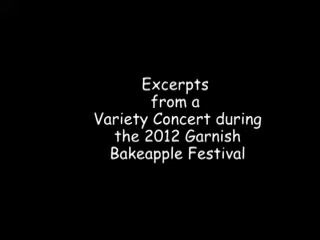 Excerpts
from a
Variety Concert during
the 2012 Garnish
Bakeapple Festival